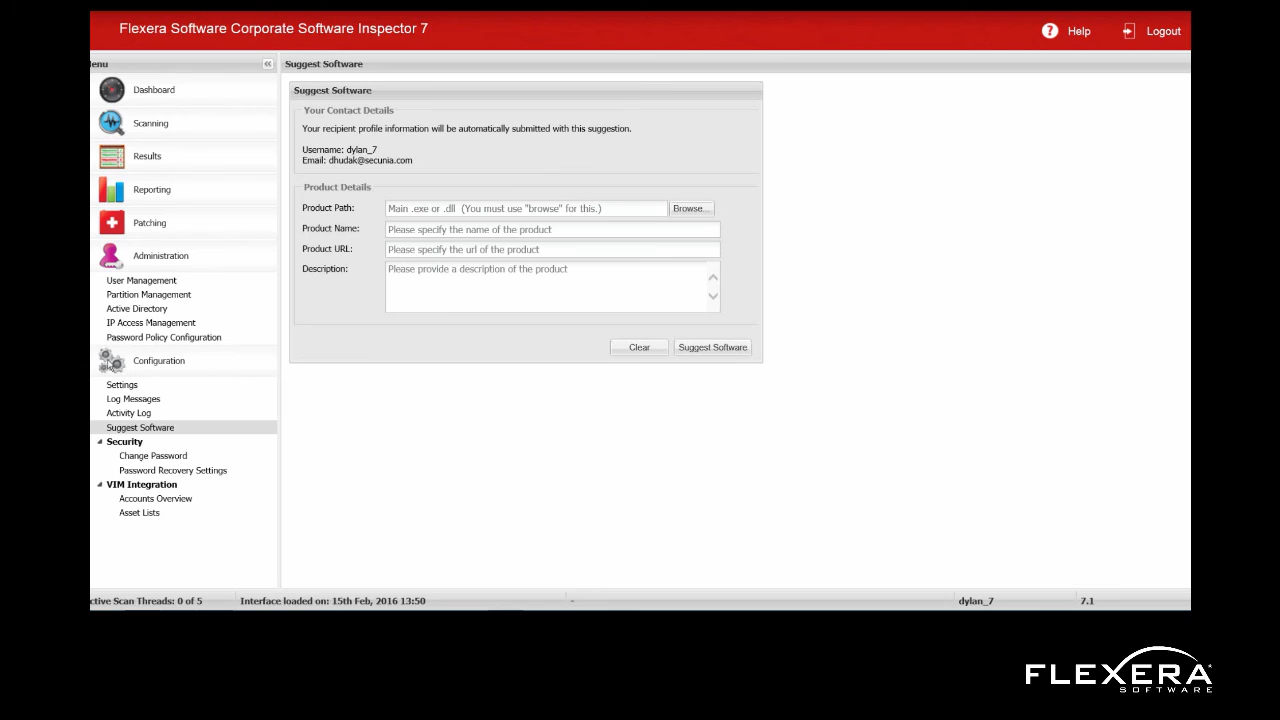 Flexera Software Corporate Software Inspector 7
? Help
Logout
enu
«
Suggest Software
Dashboard
Scanning
Results
Reporting
Patching
Administration
User Management
Partition Management
Active Directory
IP Access Management
Password Policy Configuration
Configuration
Settings
Log Messages
Activity Log
Suggest Software
Security
Change Password
Password Recovery Settings
VIM Integration
Accounts Overview
Asset Lists
Suggest Software
Your Contact Details
Your recipient profile information will be automatically submitted with this suggestion.
Username: dylan_7
Email: dhudak@secunia.com
Product Details
Product Path: Main .exe or .dll (You must use "browse" for this.) Browse...
Product Name: Please specify the name of the product
Product URL: Please specify the url of the product
Description: Please provide a description of the product
Clear Suggest Software
ctive Scan Threads: 0 of 5 Interface loaded on: 15th Feb, 2016 13:50 - dylan_7 7.1
FLEXERA
SOFTWARE